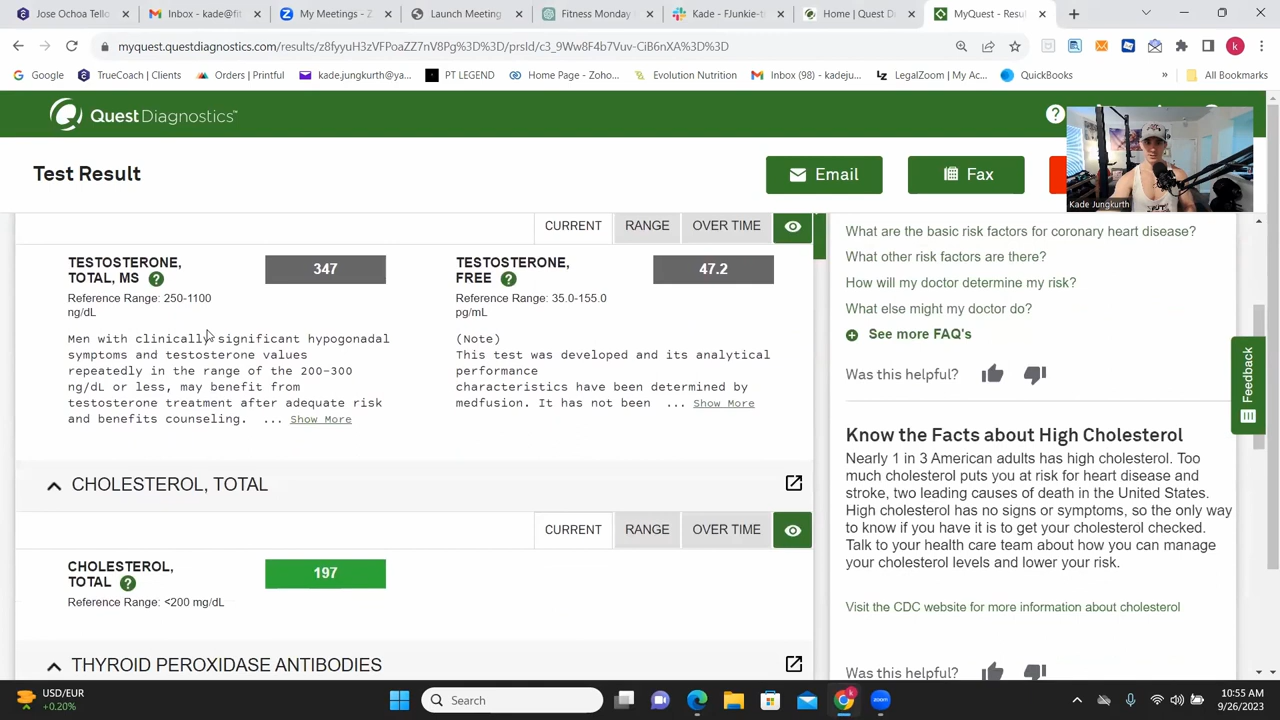 Jose Ochoa Tello
Inbox - kade@fit
My Meetings - Z
Launch Meeting
Fitness Monday
Kade - FJunkie-t
Home | Quest D
MyQuest - Resu
myquest.questdiagnostics.com/results/z8fyyuH3iYFPoaZZ7nV8Pg%3D%3D/prsId/c3_9Ww8F4b7Vuv-CiB6nXA%3D%3D
Google
TrueCoach | Clients
Orders | Printful
kade.jungkurth@ya...
PT LEGEND
Home Page - Zoho...
Evolution Nutrition
Inbox (98) - kadeju...
LegalZoom | My Ac...
QuickBooks
»
All Bookmarks
Quest Diagnostics™
Test Result
Email
Fax
Kade Jungkurth
CURRENT RANGE OVER TIME
TESTOSTERONE,
TOTAL, MS
347
Reference Range: 250-1100
ng/dL
Men with clinically significant hypogonadal
symptoms and testosterone values
repeatedly in the range of the 200-300
ng/dL or less, may benefit from
testosterone treatment after adequate risk
and benefits counseling. ... Show More
TESTOSTERONE,
FREE
47.2
Reference Range: 35.0-155.0
pg/mL
(Note)
This test was developed and its analytical
performance
characteristics have been determined by
medfusion. It has not been ... Show More
CHOLESTEROL, TOTAL
CURRENT RANGE OVER TIME
CHOLESTEROL,
TOTAL
197
Reference Range: <200 mg/dL
THYROID PEROXIDASE ANTIBODIES
What are the basic risk factors for coronary heart disease?
What other risk factors are there?
How will my doctor determine my risk?
What else might my doctor do?
See more FAQ's
Was this helpful?
Know the Facts about High Cholesterol
Nearly 1 in 3 American adults has high cholesterol. Too
much cholesterol puts you at risk for heart disease and
stroke, two leading causes of death in the United States.
High cholesterol has no signs or symptoms, so the only way
to know if you have it is to get your cholesterol checked.
Talk to your health care team about how you can manage
your cholesterol levels and lower your risk.
Visit the CDC website for more information about cholesterol
Was this helpful?
Feedback
USD/EUR
+0.20%
Search
10:55 AM
9/26/2023